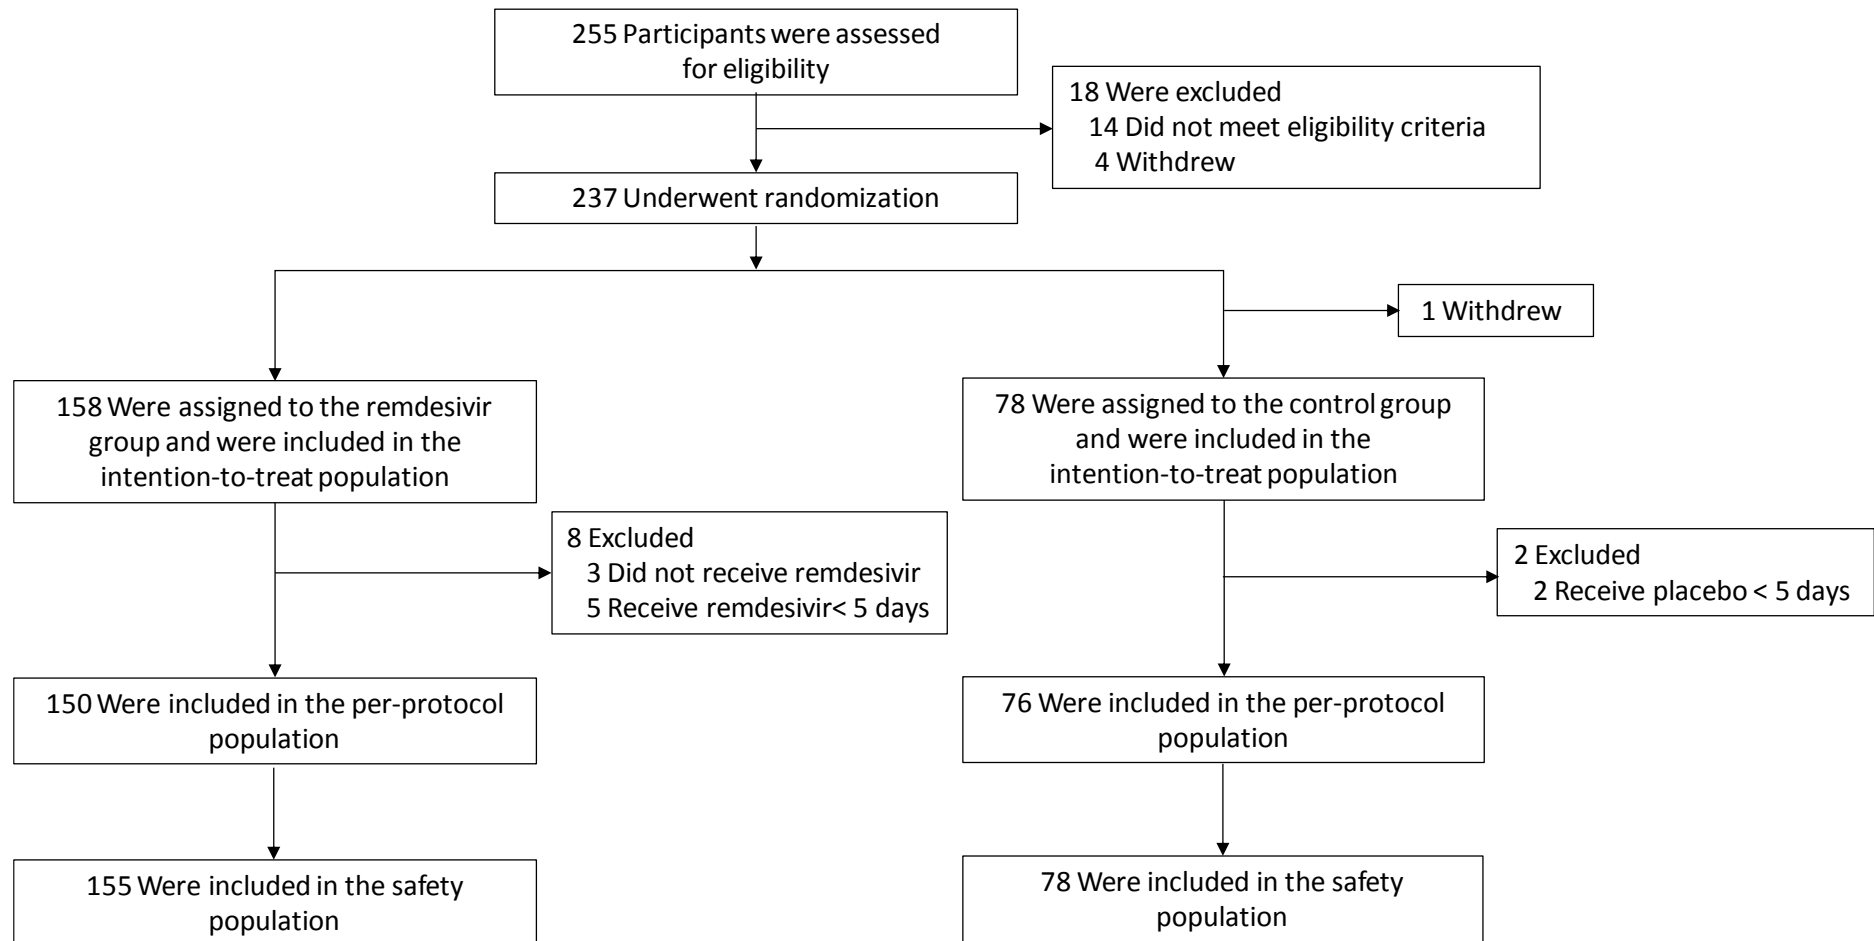 255 Participants were assessed
for eligibility
18 Were excluded
14 Did not meet eligibility criteria
4 Withdrew
237 Underwent randomization
1 Withdrew
158 Were assigned to the remdesivir
group and were included in the
intention-to-treat population
78 Were assigned to the control group
and were included in the
intention-to-treat population
8 Excluded
3 Did not receive remdesivir
5 Receive remdesivir< 5 days
2 Excluded
2 Receive placebo < 5 days
150 Were included in the per-protocol
population
76 Were included in the per-protocol
population
155 Were included in the safety
population
78 Were included in the safety
population